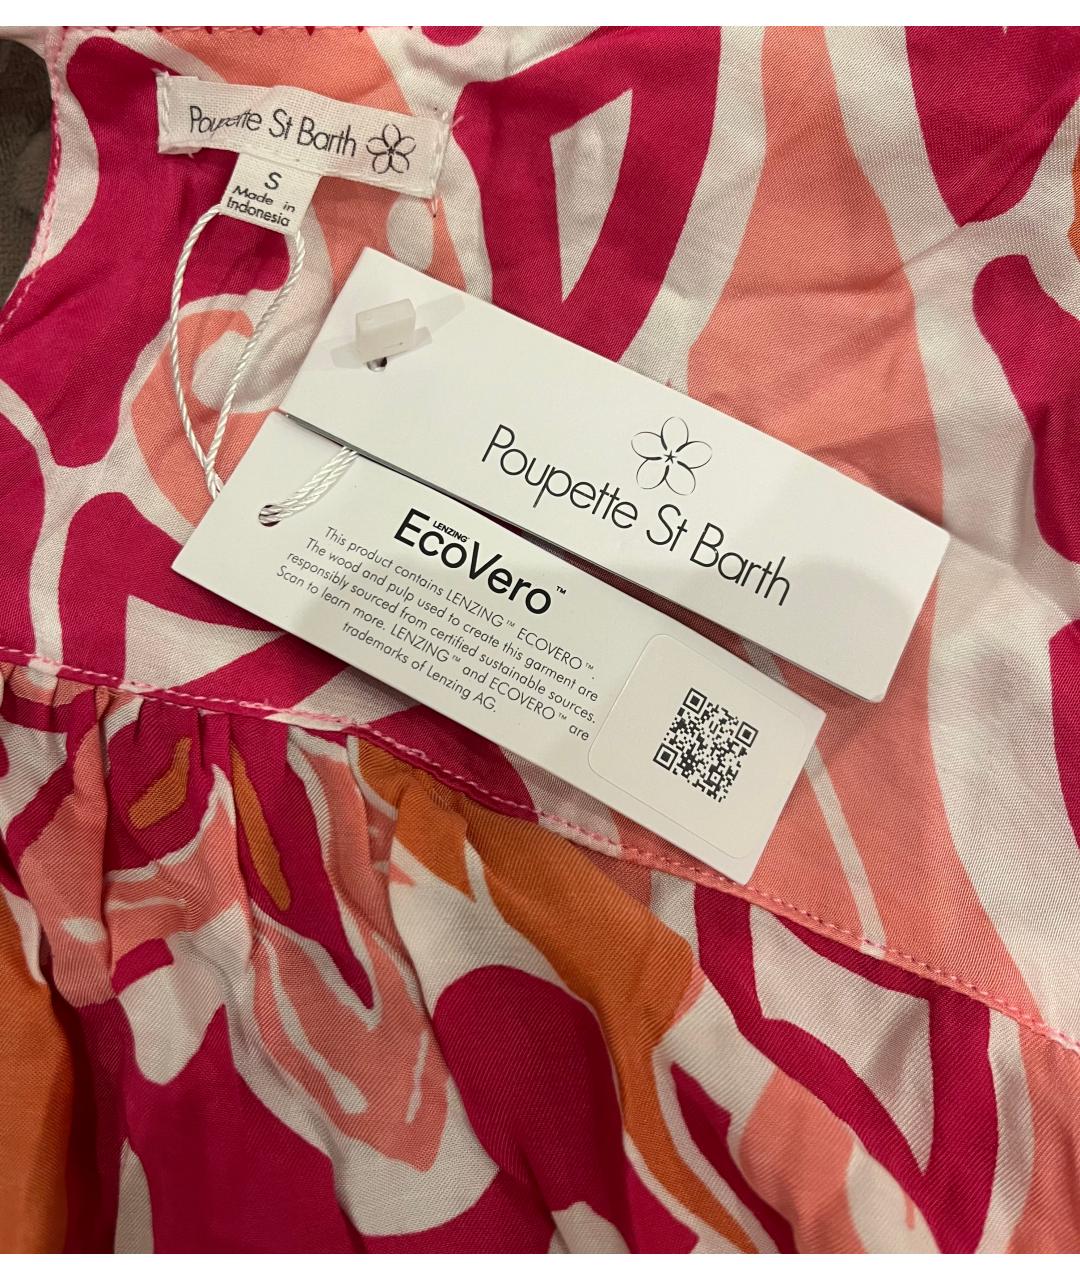 Poupette St Barth
S
Made in
Indonesia
Poupette St Barth
LENZING™
EcoVero™
This product contains LENZING™ ECOVERO™.
The wood and pulp used to create this garment are
responsibly sourced from certified sustainable sources.
Scan to learn more. LENZING™ and ECOVERO™ are
trademarks of Lenzing AG.